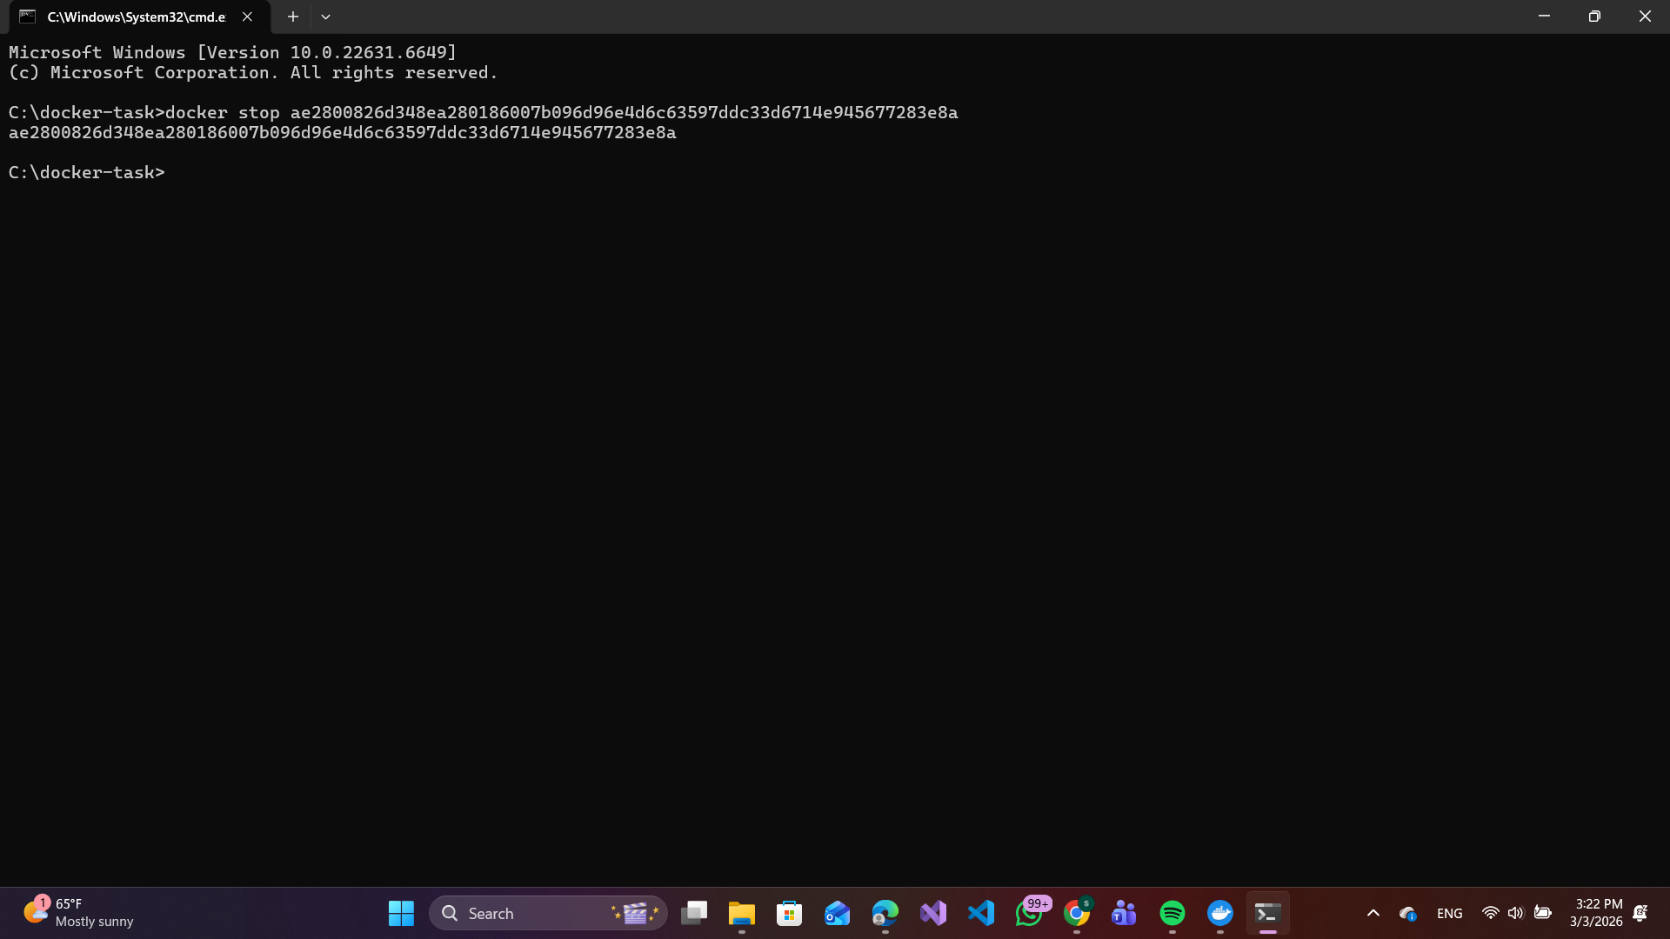 C:\Windows\System32\cmd.e
Microsoft Windows [Version 10.0.22631.6649]
(c) Microsoft Corporation. All rights reserved.
C:\docker-task>docker stop ae2800826d348ea280186007b096d96e4d6c63597ddc33d6714e945677283e8a
ae2800826d348ea280186007b096d96e4d6c63597ddc33d6714e945677283e8a
C:\docker-task>
1
65°F
Mostly sunny
Search
99+
s
ENG
3:22 PM
3/3/2026